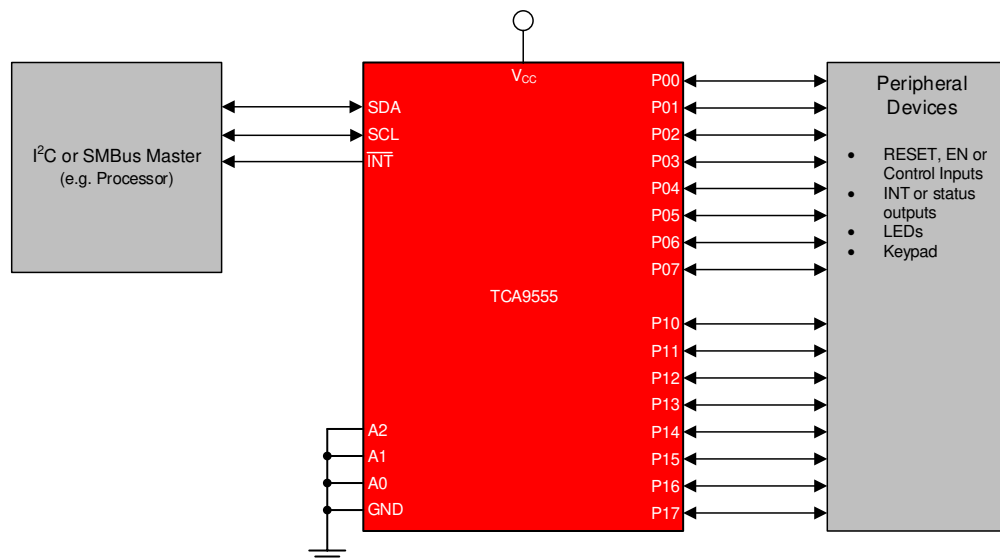 V_CC
I²C or SMBus Master
(e.g. Processor)
SDA
SCL
I̅N̅T̅
TCA9555
A2
A1
A0
GND
P00
P01
P02
P03
P04
P05
P06
P07
P10
P11
P12
P13
P14
P15
P16
P17
Peripheral
Devices
• RESET, EN or
Control Inputs
• INT or status
outputs
• LEDs
• Keypad